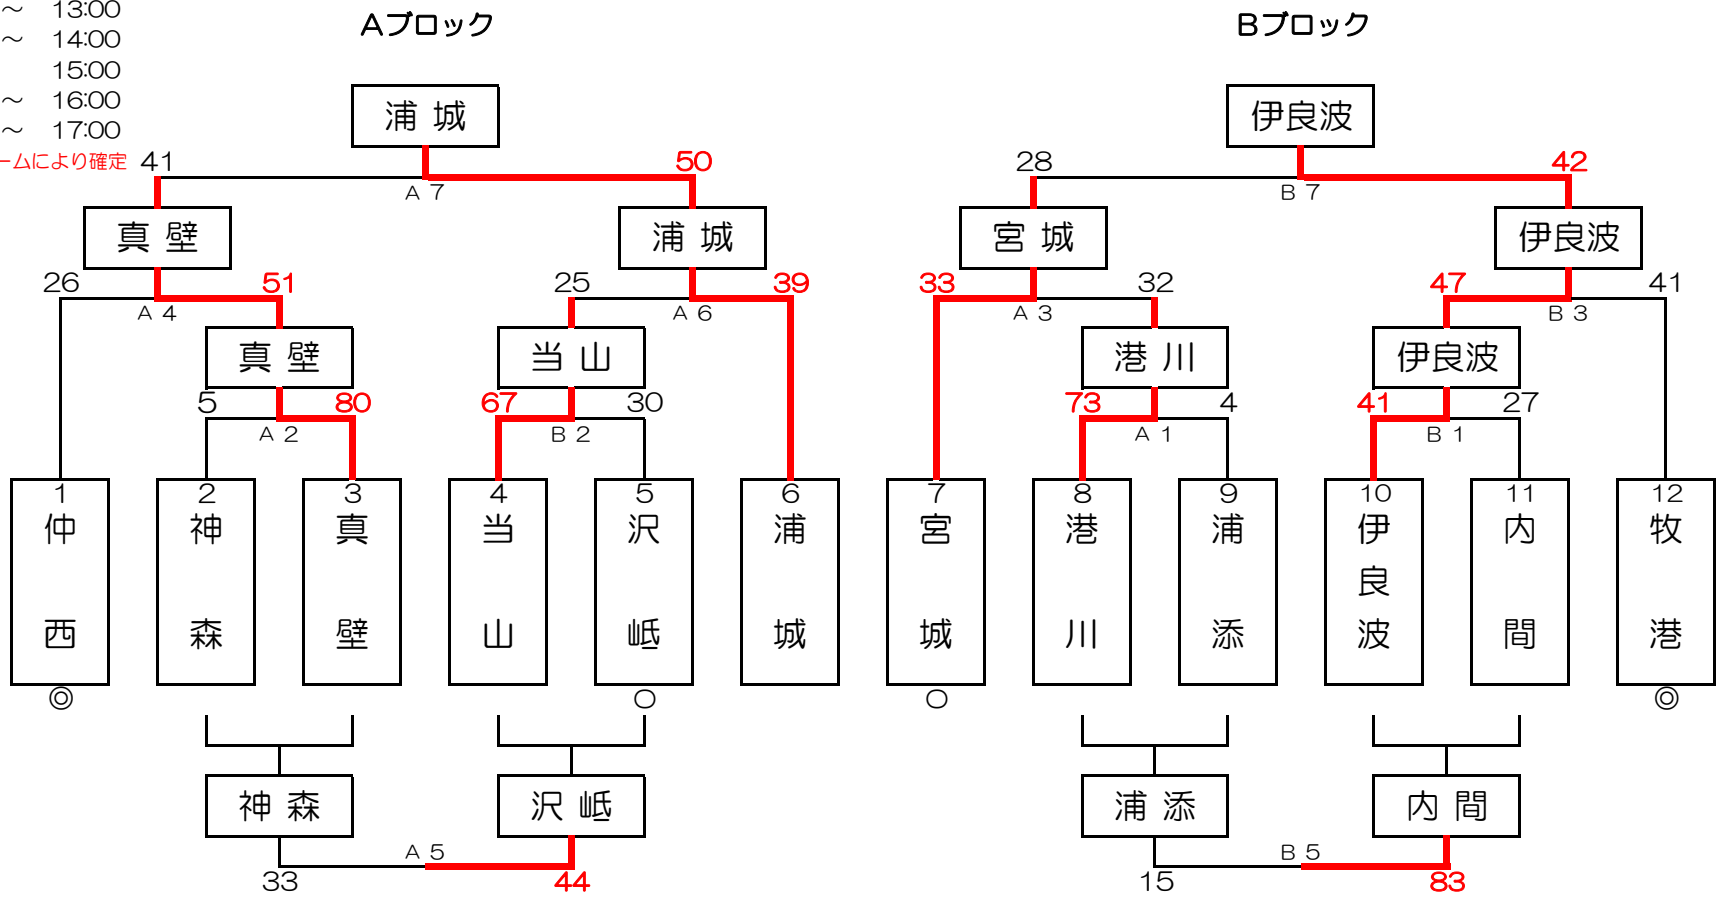 ～ 13:00
～ 14:00
15:00
～ 16:00
～ 17:00
ームにより確定
Aブロック
Bブロック
浦城
伊良波
41 50
A 7
28 42
B 7
真壁
浦城
宮城
伊良波
26 51
A 4
25 39
A 6
33 32
A 3
47 41
B 3
真壁
当山
港川
伊良波
5 80
A 2
67 30
B 2
73 4
A 1
41 27
B 1
1 仲西 ◎
2 神森
3 真壁
4 当山
5 沢岻 ○
6 浦城
7 宮城 ○
8 港川
9 浦添
10 伊良波
11 内間
12 牧港 ◎
神森
沢岻
浦添
内間
A 5
33 44
B 5
15 83